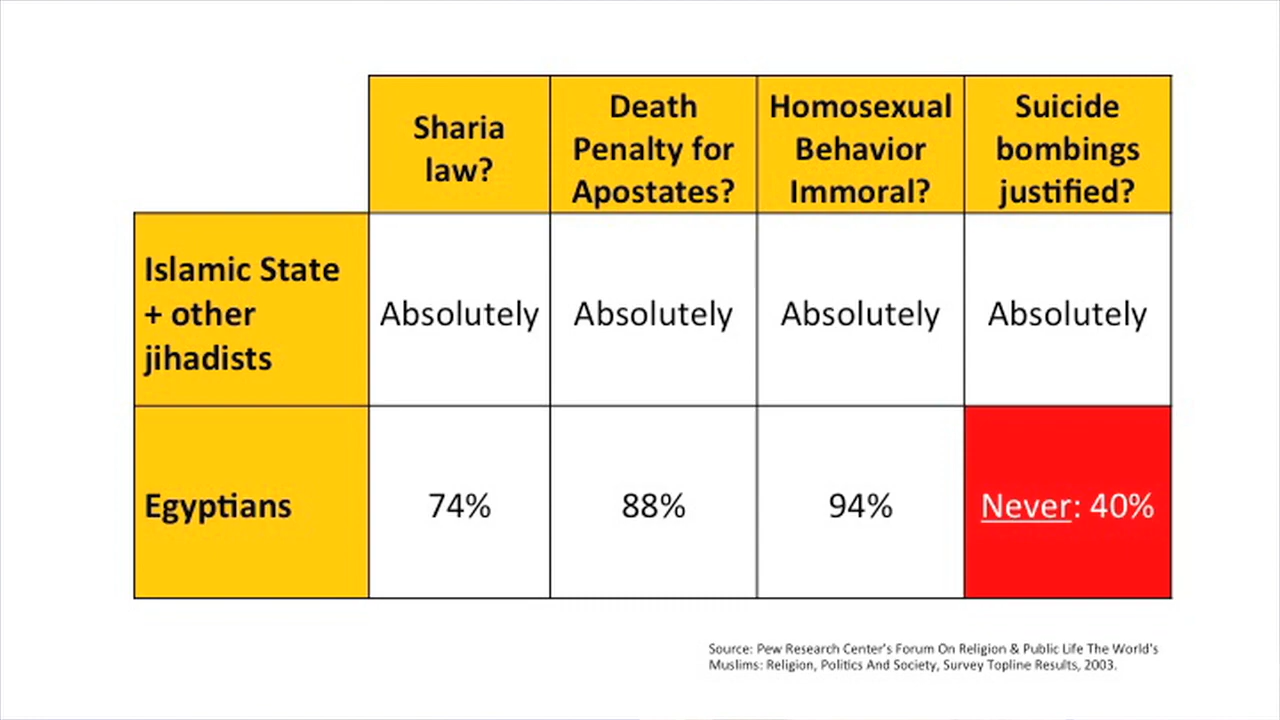 Sharia
law?
Death
Penalty for
Apostates?
Homosexual
Behavior
Immoral?
Suicide
bombings
justified?
Islamic State
+ other
jihadists
Absolutely
Absolutely
Absolutely
Absolutely
Egyptians
74%
88%
94%
Never: 40%
Source: Pew Research Center's Forum On Religion & Public Life The World's
Muslims: Religion, Politics And Society, Survey Topline Results, 2003.